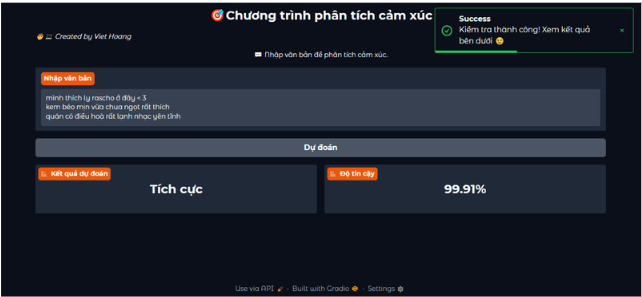 🎯 Chương trình phân tích cảm xúc
Success
Kiểm tra thành công! Xem kết quả
bên dưới 😃
Created by Viet Hoang
Nhập văn bản để phân tích cảm xúc.
Nhập văn bản
mình thích ly rascho ở đây < 3
kem béo mịn vừa chua ngọt rất thích
quán có điều hoà rất lạnh nhạc yên tĩnh
Dự đoán
Kết quả dự đoán
Tích cực
Độ tin cậy
99.91%
Use via API 🚀 · Built with Gradio · Settings ⚙️